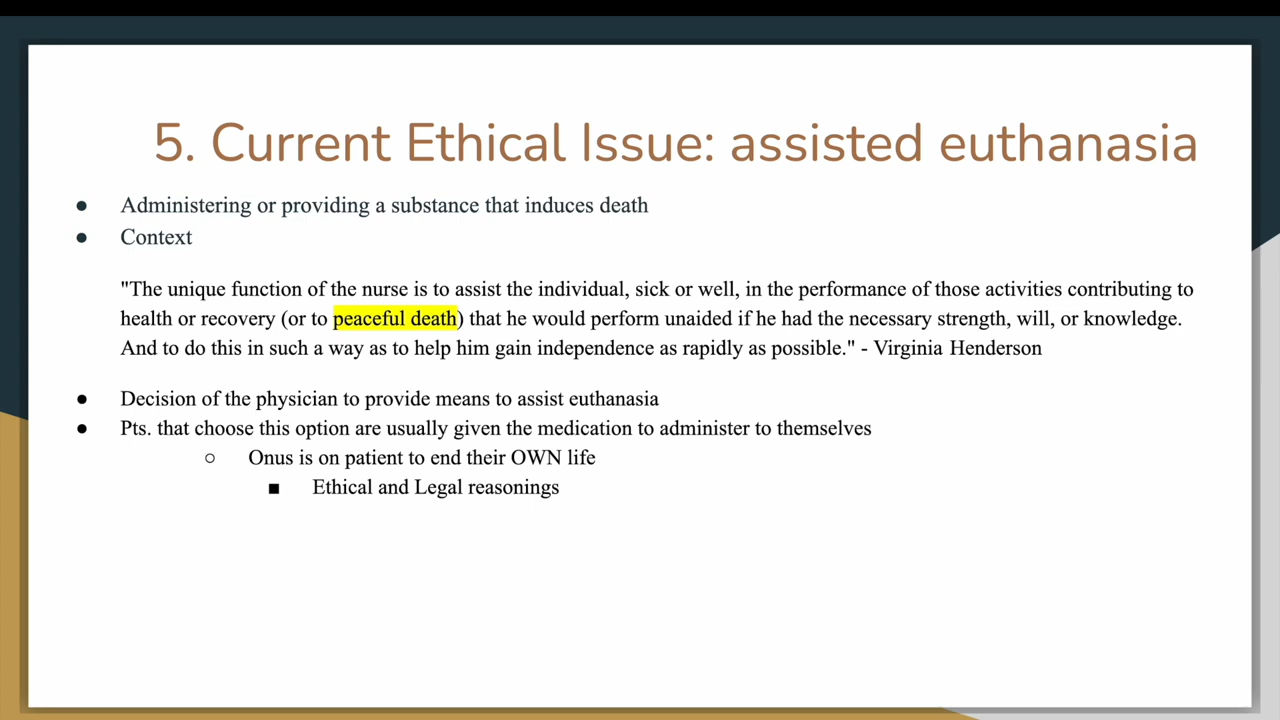 5. Current Ethical Issue: assisted euthanasia
● Administering or providing a substance that induces death
● Context
"The unique function of the nurse is to assist the individual, sick or well, in the performance of those activities contributing to
health or recovery (or to peaceful death) that he would perform unaided if he had the necessary strength, will, or knowledge.
And to do this in such a way as to help him gain independence as rapidly as possible." - Virginia Henderson
● Decision of the physician to provide means to assist euthanasia
● Pts. that choose this option are usually given the medication to administer to themselves
○ Onus is on patient to end their OWN life
■ Ethical and Legal reasonings